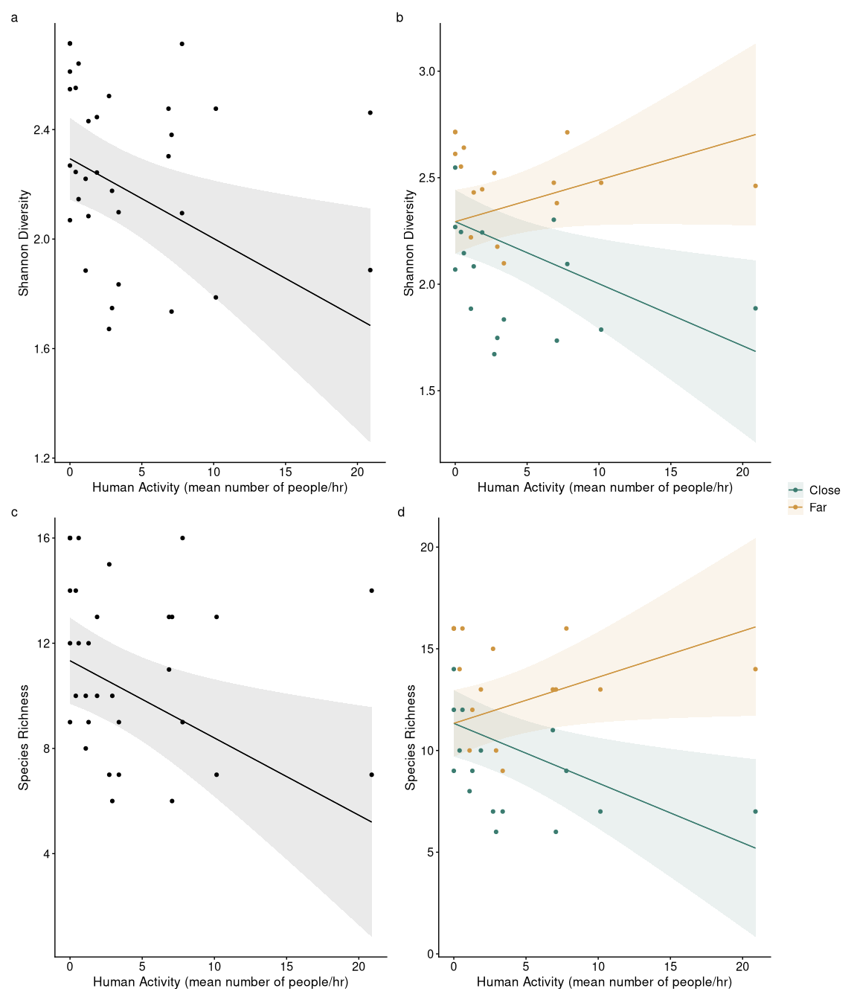 a
b
Shannon Diversity
2.4
2.0
1.6
1.2
0 5 10 15 20
Human Activity (mean number of people/hr)
Shannon Diversity
3.0
2.5
2.0
1.5
0 5 10 15 20
Human Activity (mean number of people/hr)
Close
Far
c
d
Species Richness
16
12
8
4
0 5 10 15 20
Human Activity (mean number of people/hr)
Species Richness
20
15
10
5
0
0 5 10 15 20
Human Activity (mean number of people/hr)